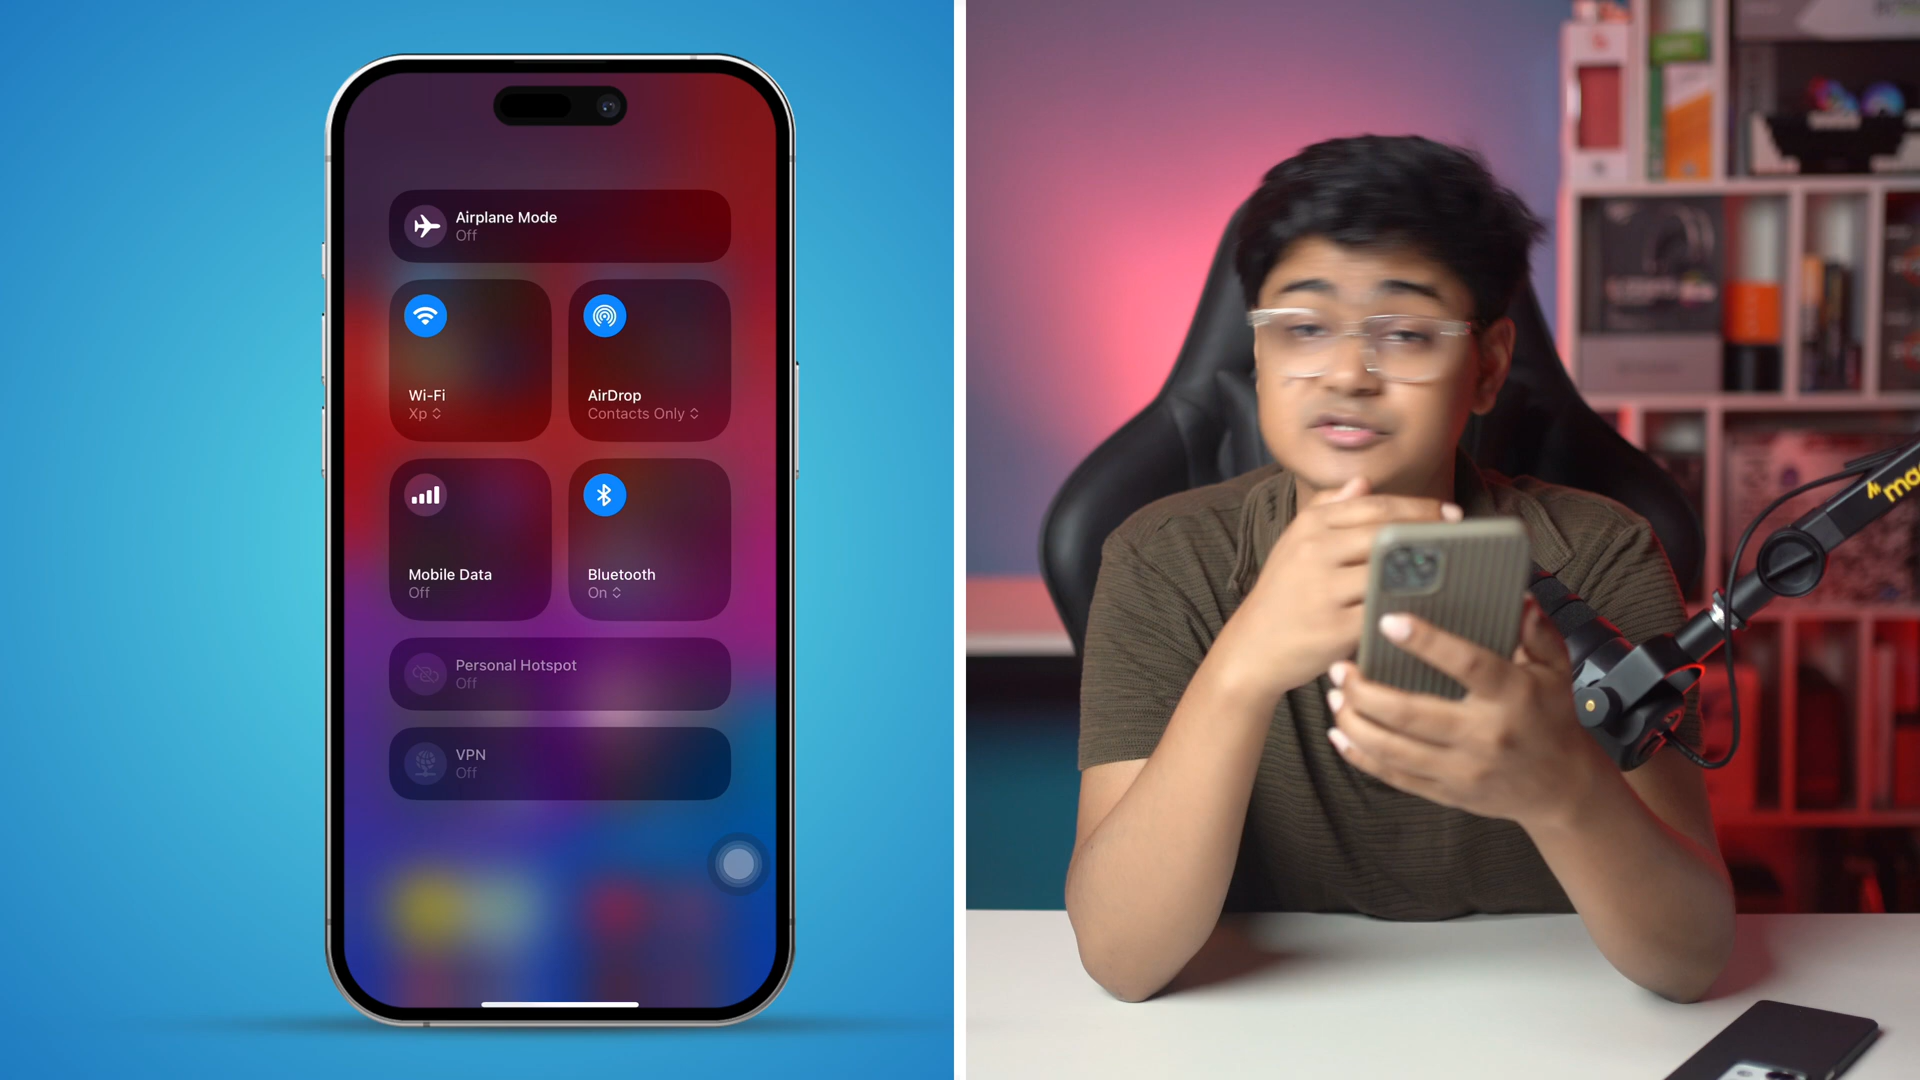 Airplane Mode
Off
Wi-Fi
Xp
AirDrop
Contacts Only
Mobile Data
Off
Bluetooth
On
Personal Hotspot
Off
VPN
Off